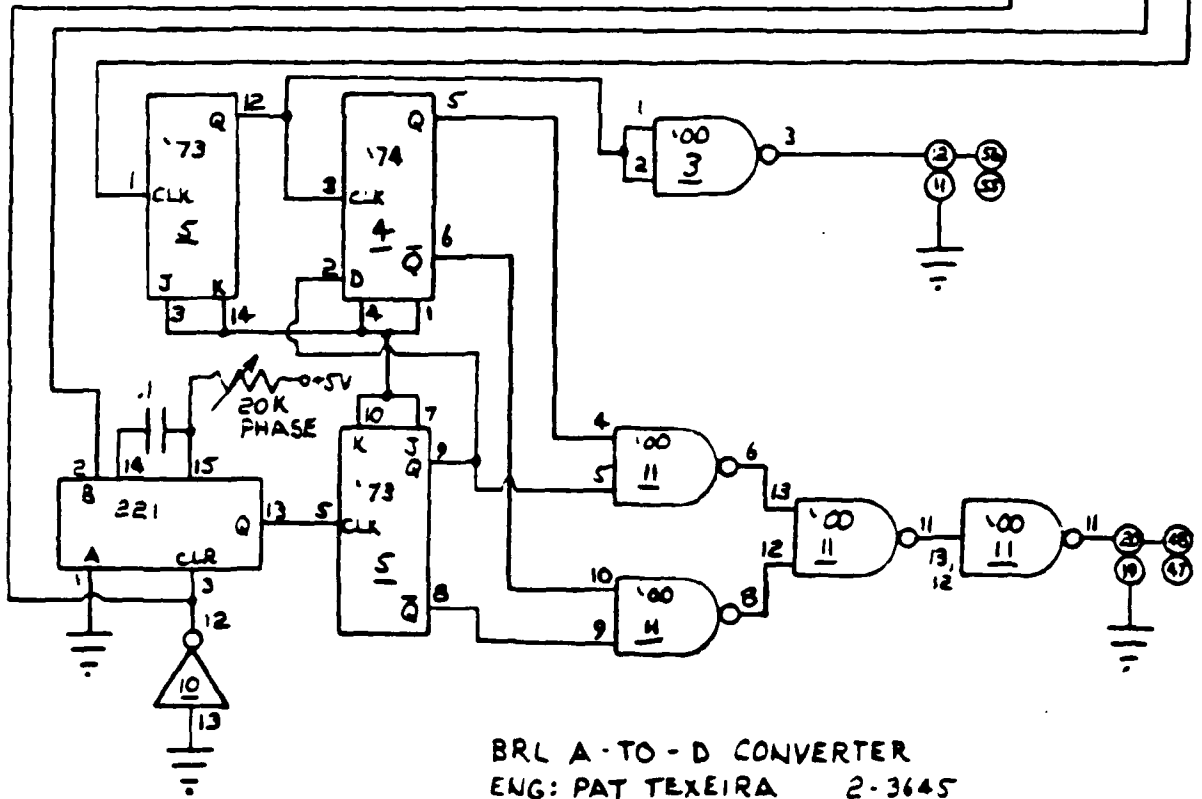 12 5 1
Q Q '00 3
'73 '74 2 3 12
11
1 CLK 3 CLK
5 4 6
Q̄
J K 2 D
3 14 4 1
.1 +5V
20K 10 7 4
PHASE K J '00 6
2 14 15 Q 9 5 11
B '73 13
221 '00 11 '00 11
Q 13 5 CLK 11 13, 11 20 48
A CLR 12 12 19 47
1 3 5 10
12 Q̄ 8 '00 8
9
10
13
BRL A-TO-D CONVERTER
ENG: PAT TEXEIRA 2-3645